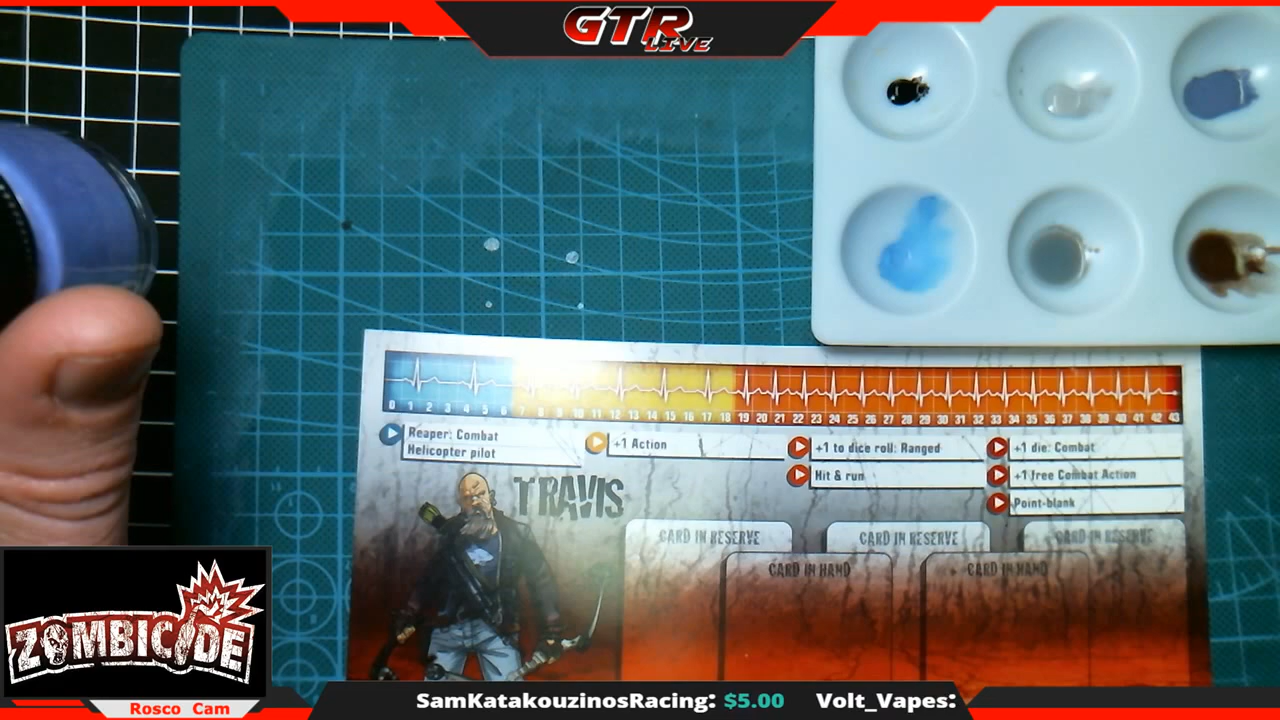 GTR
LIVE
0 1 2 3 4 5 6 7 8 9 10 11 12 13 14 15 16 17 18 19 20 21 22 23 24 25 26 27 28 29 30 31 32 33 34 35 36 37 38 39 40 41 42 43
Reaper: Combat
Helicopter pilot
+1 Action
+1 to dice roll: Ranged
Hit & run
+1 die: Combat
+1 free Combat Action
Point-blank
TRAVIS
CARD IN RESERVE
CARD IN RESERVE
CARD IN RESERVE
CARD IN HAND
CARD IN HAND
ZOMBICIDE
Rosco Cam
SamKatakouzinosRacing: $5.00 Volt_Vapes: